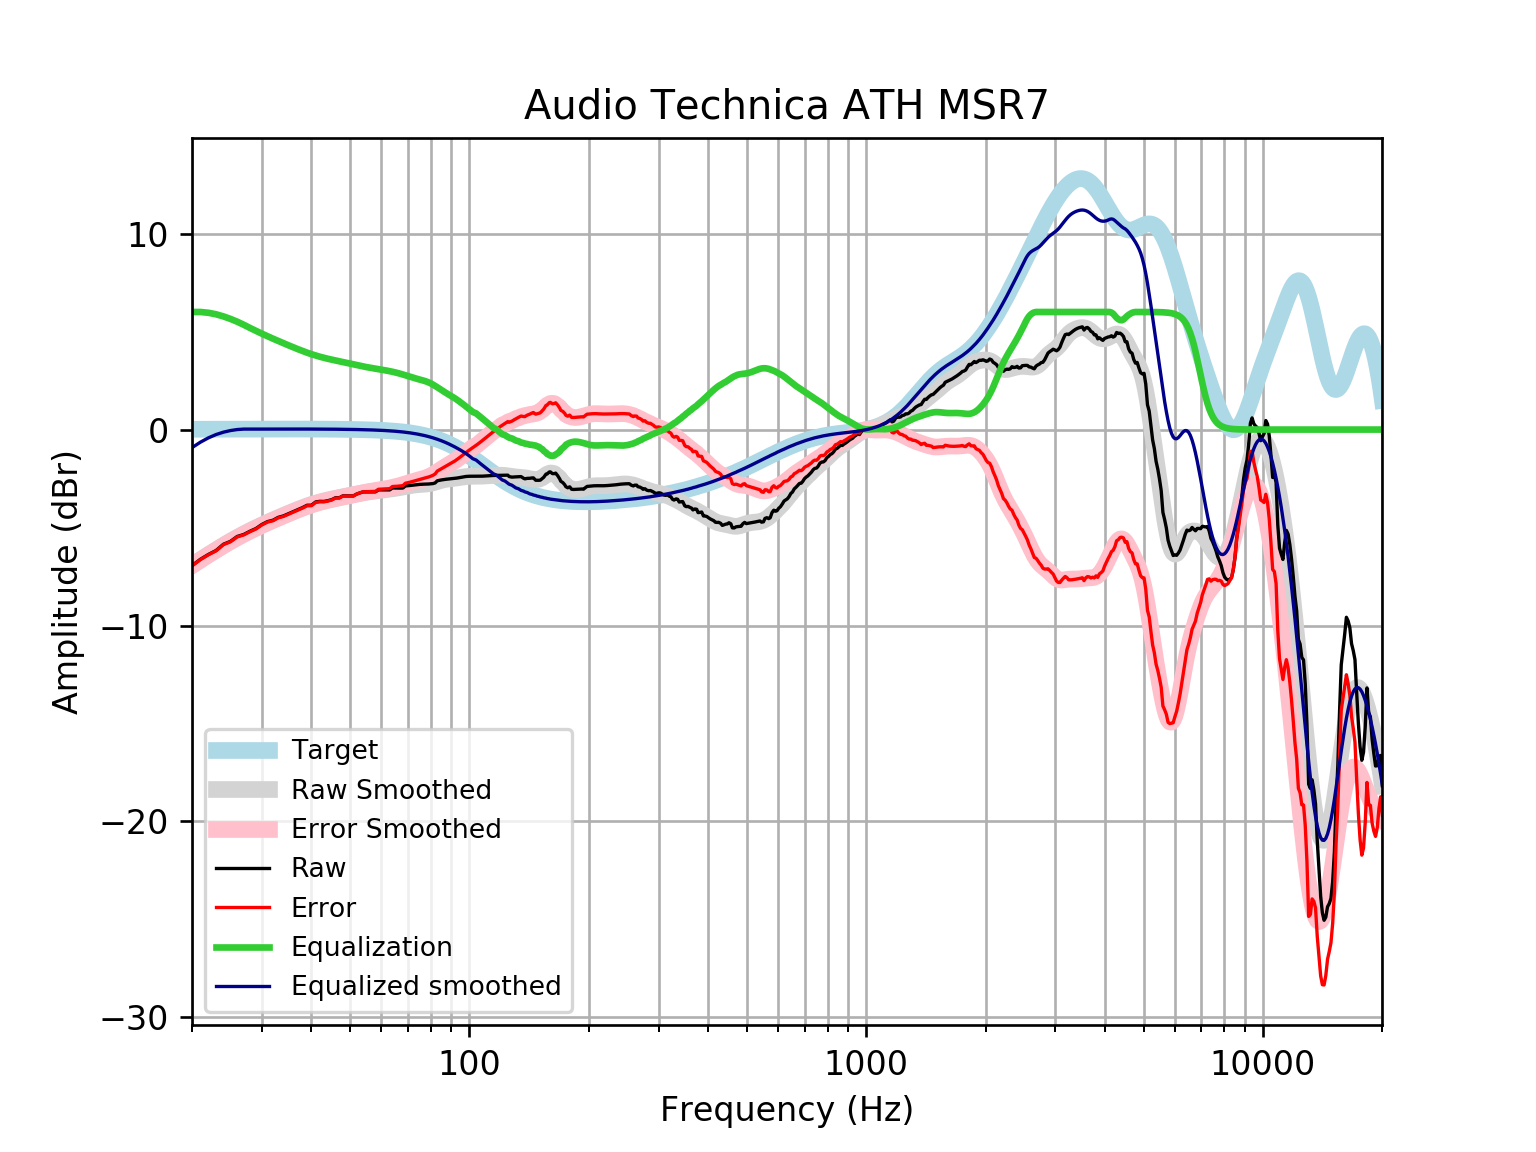 Audio Technica ATH MSR7
Amplitude (dBr)
10
0
−10
−20
−30
Target
Raw Smoothed
Error Smoothed
Raw
Error
Equalization
Equalized smoothed
100
1000
10000
Frequency (Hz)